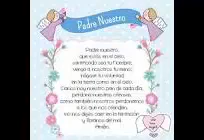 Padre Nuestro
Padre nuestro,
que estás en el cielo,
santificado sea tu Nombre,
venga a nosotros tu reino,
hágase tu voluntad
en la tierra como en el cielo.
Danos hoy nuestro pan de cada día,
perdona nuestras ofensas,
como también nosotros perdonamos
a los que nos ofenden,
no nos dejes caer en la tentación
y líbranos del mal.
Amén.